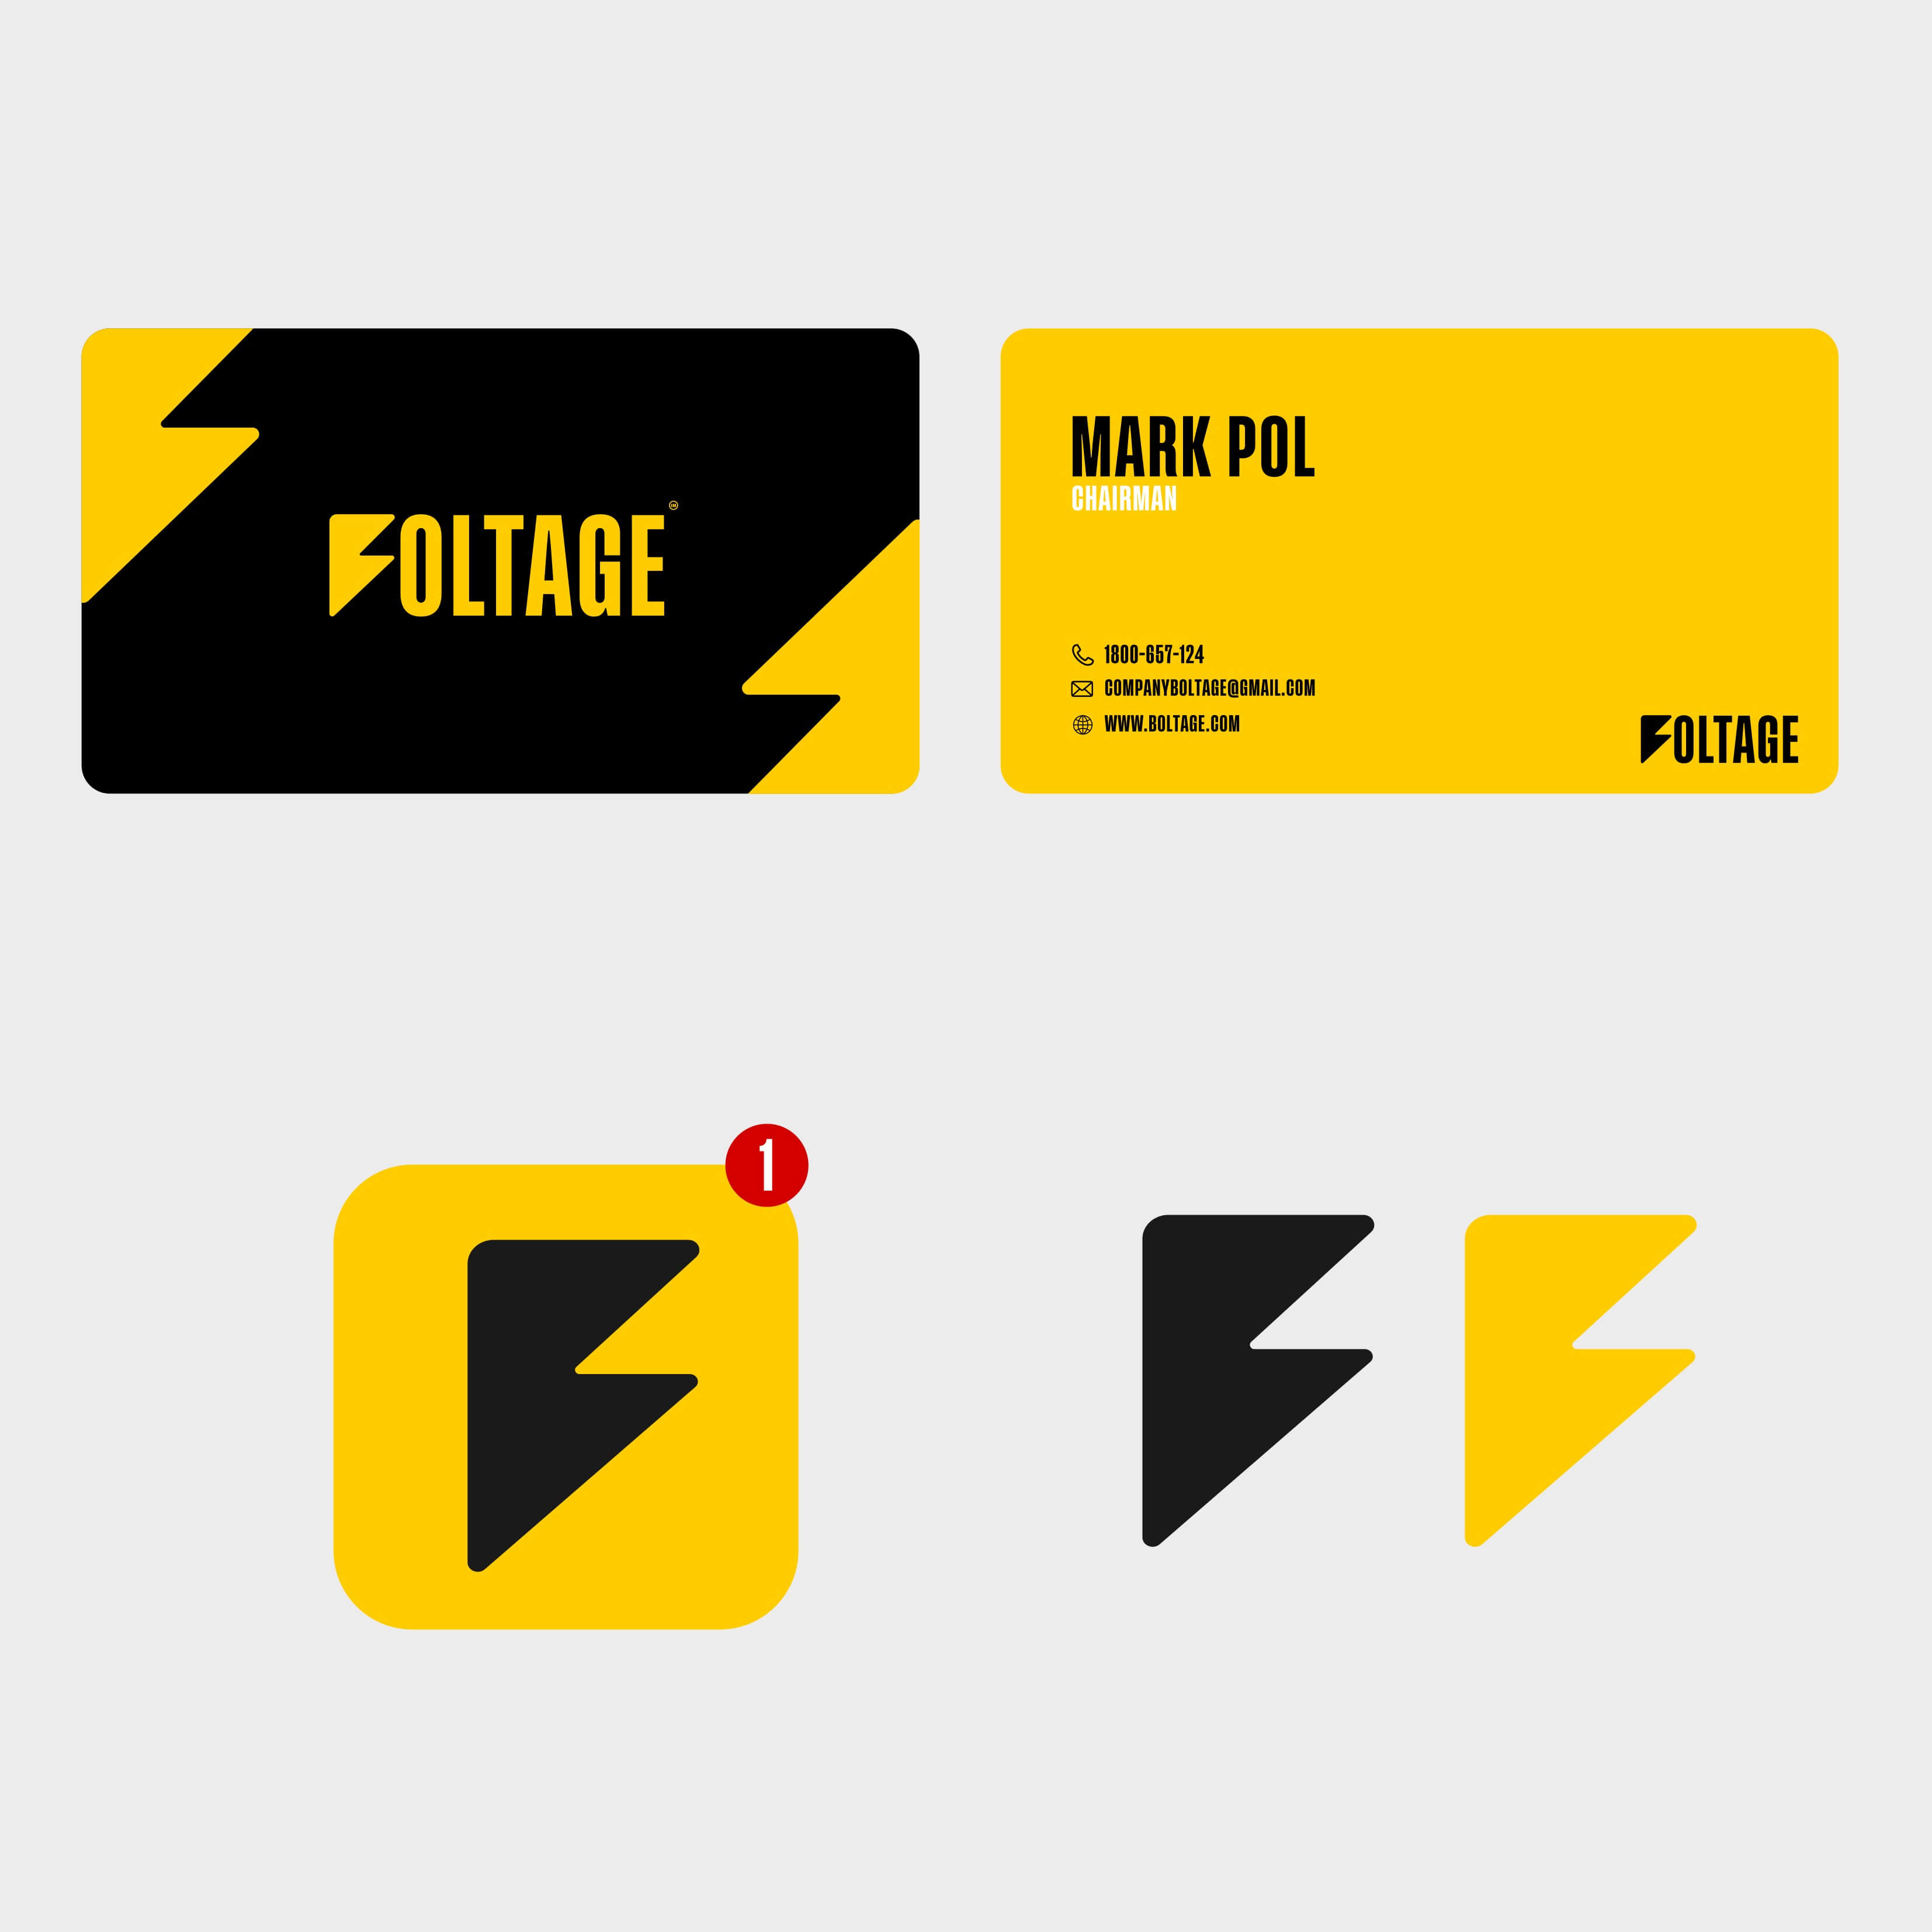 BOLTAGE
MARK POL
CHAIRMAN
1800-657-124
COMPANYBOLTAGE@GMAIL.COM
WWW.BOLTAGE.COM
BOLTAGE
1